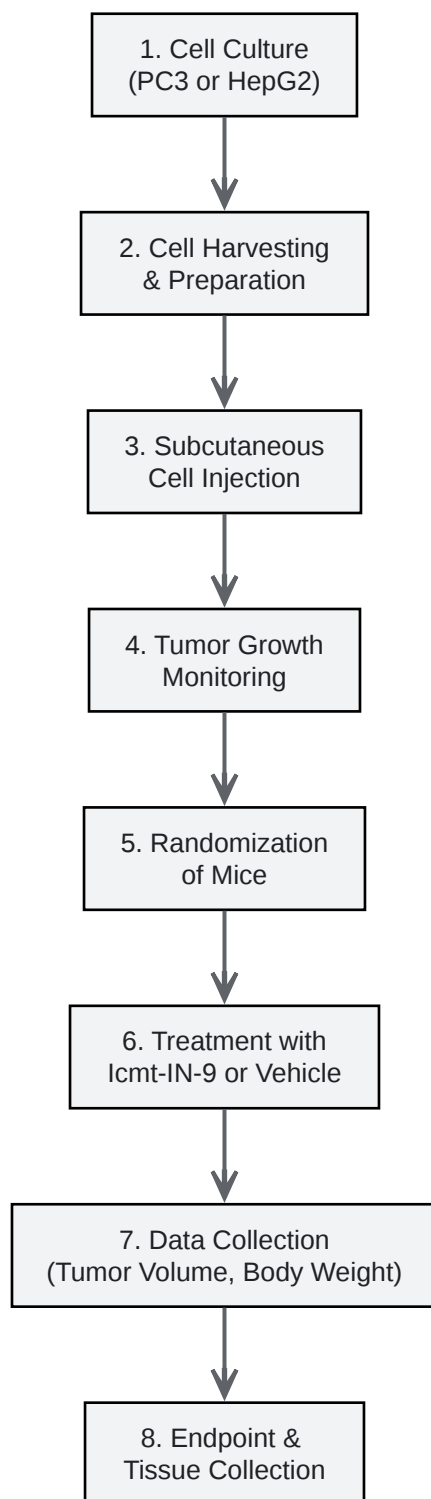 1. Cell Culture
(PC3 or HepG2)
2. Cell Harvesting
& Preparation
3. Subcutaneous
Cell Injection
4. Tumor Growth
Monitoring
5. Randomization
of Mice
6. Treatment with
Icmt-IN-9 or Vehicle
7. Data Collection
(Tumor Volume, Body Weight)
8. Endpoint &
Tissue Collection